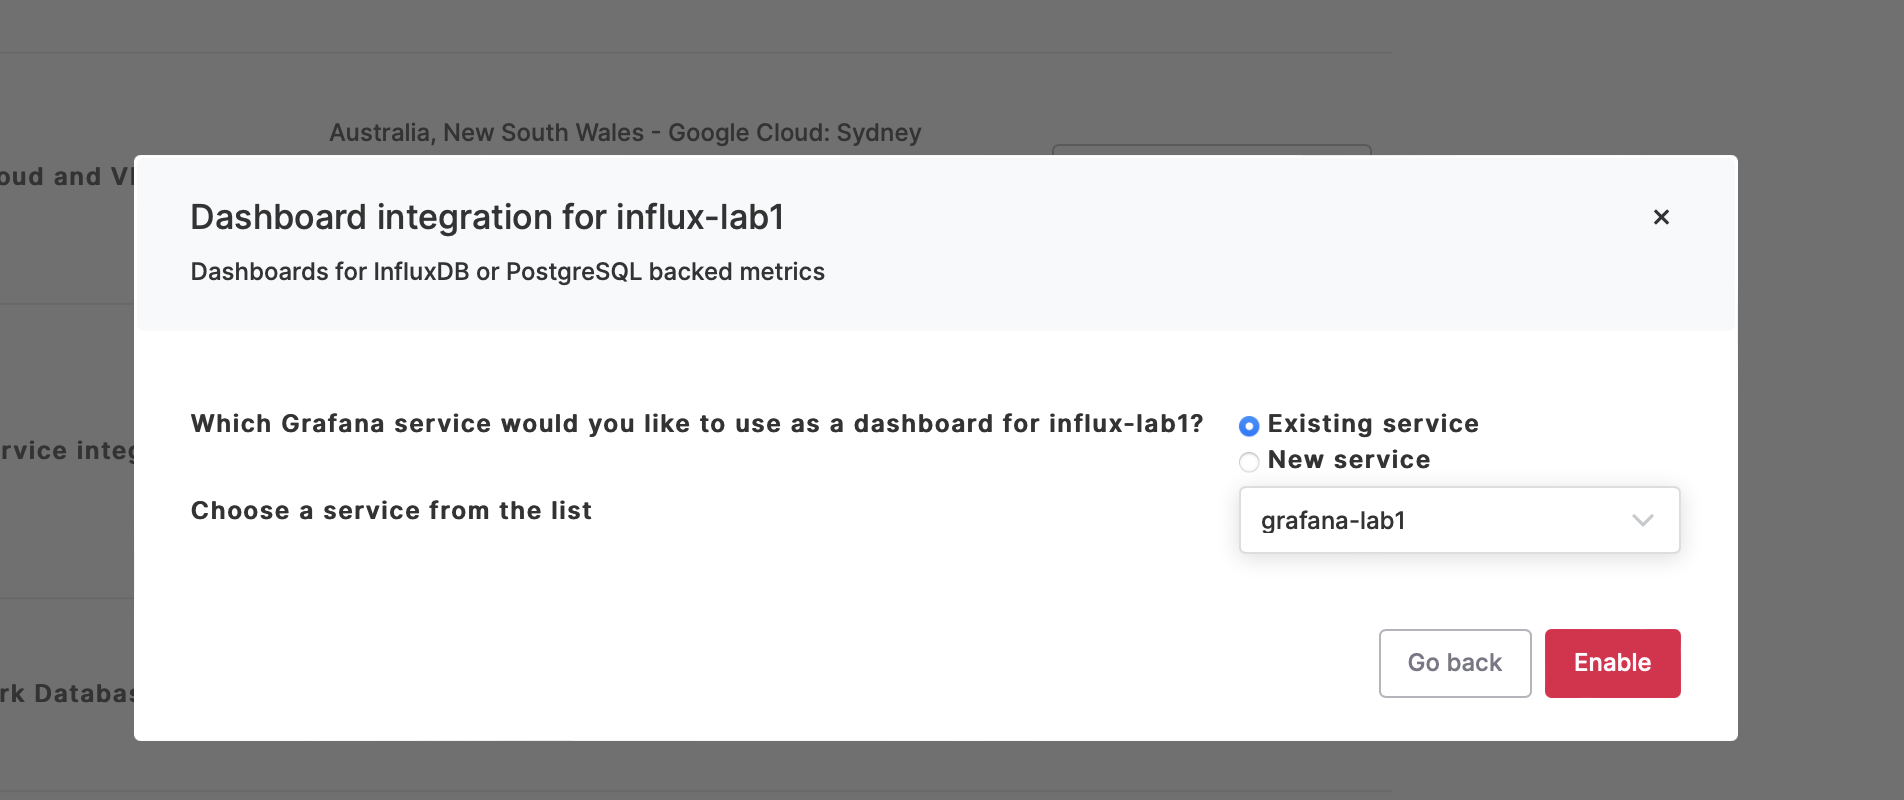 Australia, New South Wales - Google Cloud: Sydney
oud and
Dashboard integration for influx-lab1
Dashboards for InfluxDB or PostgreSQL backed metrics
Which Grafana service would you like to use as a dashboard for influx-lab1?
Existing service
New service
rvice integ
Choose a service from the list
grafana-lab1
Go back
Enable
rk Databas